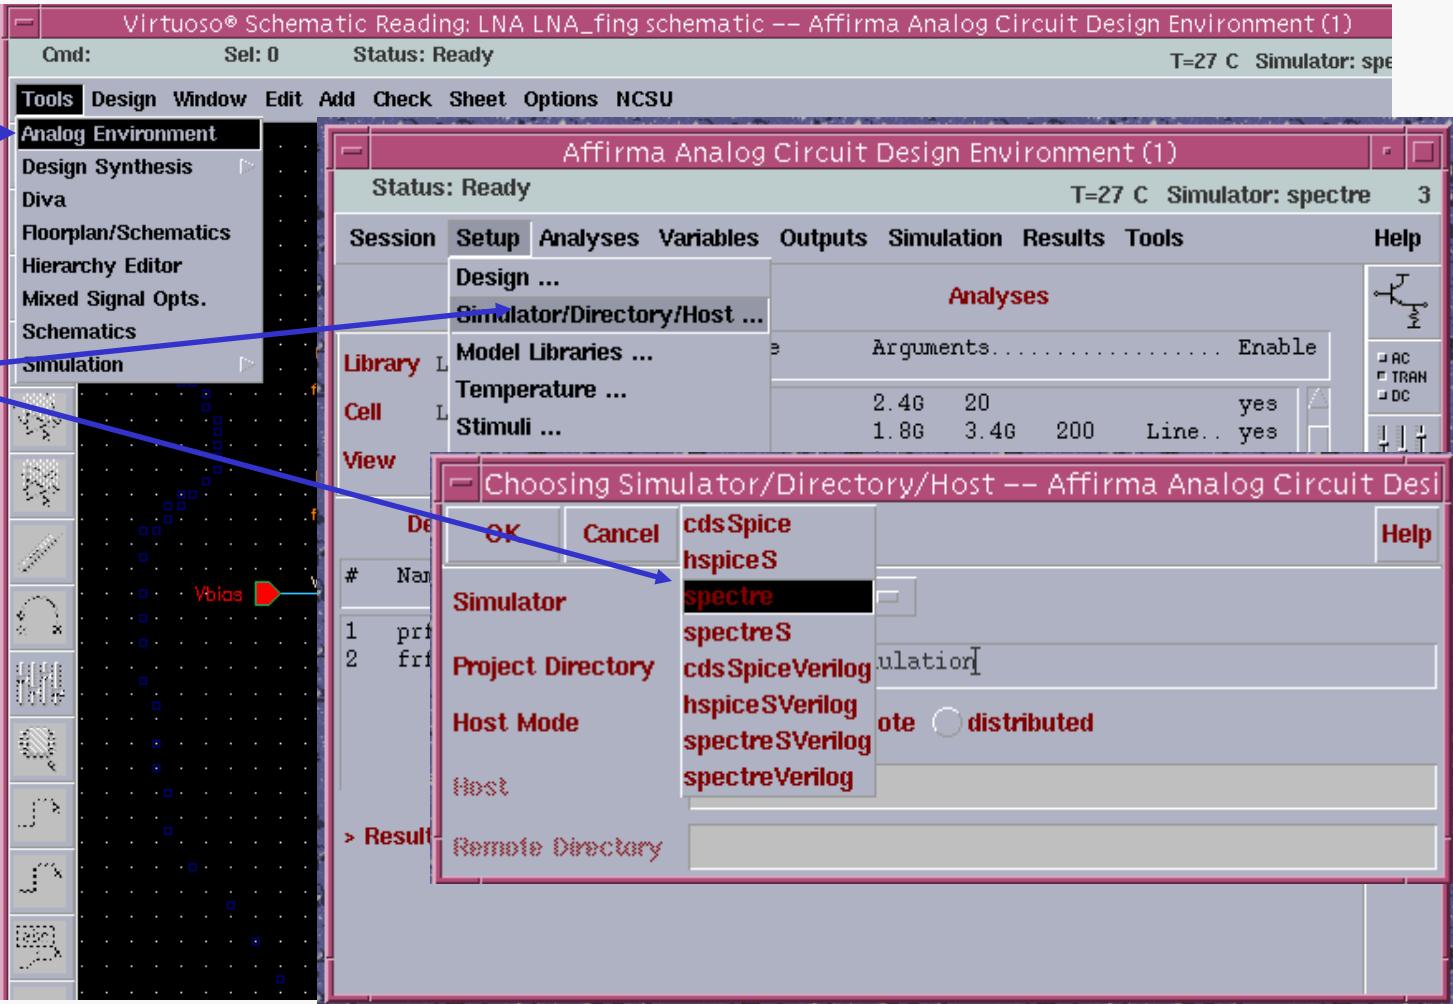 Virtuoso® Schematic Reading: LNA LNA_fing schematic -- Affirma Analog Circuit Design Environment (1)
Cmd: Sel: 0 Status: Ready T=27 C Simulator: spe
Tools Design Window Edit Add Check Sheet Options NCSU
Analog Environment
Design Synthesis
Diva
Floorplan/Schematics
Hierarchy Editor
Mixed Signal Opts.
Schematics
Simulation
Vbias
Affirma Analog Circuit Design Environment (1)
Status: Ready T=27 C Simulator: spectre 3
Session Setup Analyses Variables Outputs Simulation Results Tools Help
Design ...
Simulator/Directory/Host ...
Model Libraries ...
Temperature ...
Stimuli ...
Analyses
Arguments................... Enable
2.4G 20 yes
1.8G 3.4G 200 Line.. yes
Library L
Cell L
View
AC
TRAN
DC
De
# Nam
1 prf
2 frf
> Result
Choosing Simulator/Directory/Host -- Affirma Analog Circuit Desi
OK Cancel Help
cdsSpice
hspiceS
spectre
spectreS
cdsSpiceVerilog
hspiceSVerilog
spectreSVerilog
spectreVerilog
Simulator
Project Directory ulation
Host Mode ote distributed
Host
Remote Directory